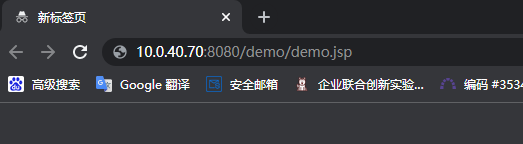 新标签页
10.0.40.70:8080/demo/demo.jsp
高级搜索 Google 翻译 安全邮箱 企业联合创新实验... 编码 #3534